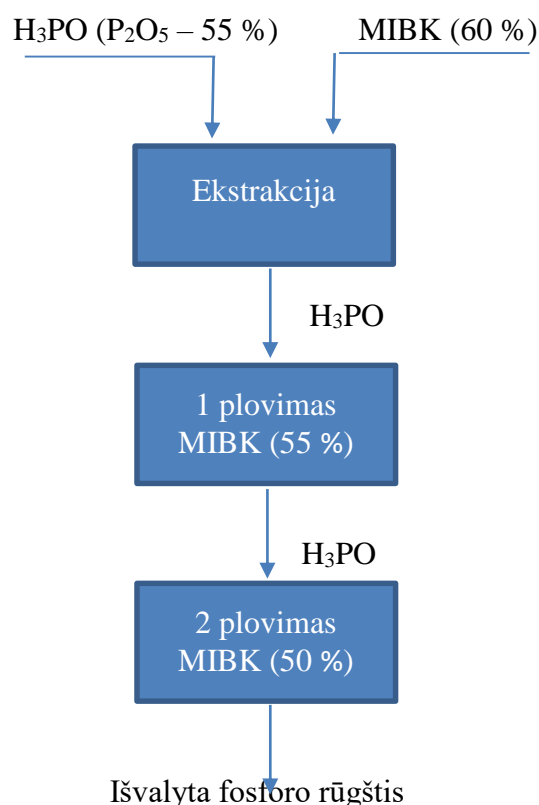 H₃PO (P₂O₅ – 55 %)
MIBK (60 %)
Ekstrakcija
H₃PO
1 plovimas
MIBK (55 %)
H₃PO
2 plovimas
MIBK (50 %)
Išvalyta fosforo rūgštis